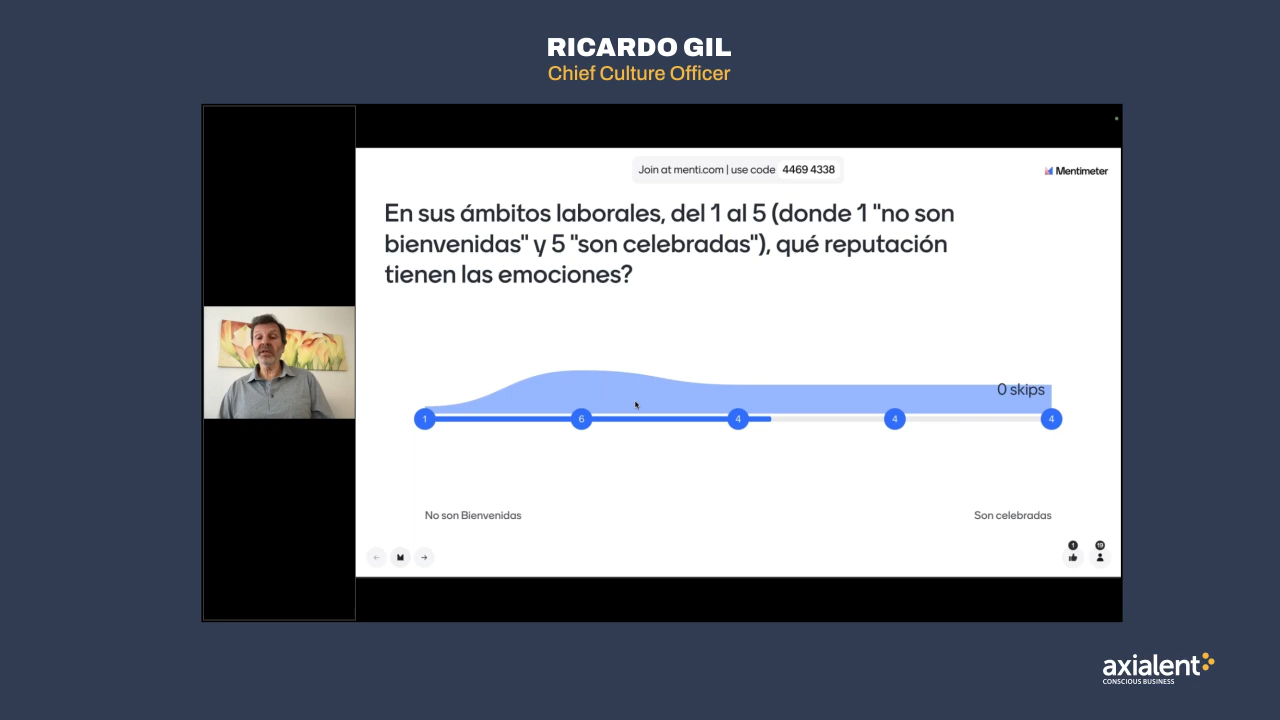 RICARDO GIL
Chief Culture Officer
Join at menti.com | use code 4469 4338
Mentimeter
En sus ámbitos laborales, del 1 al 5 (donde 1 "no son
bienvenidas" y 5 "son celebradas"), qué reputación
tienen las emociones?
0 skips
1 6 4 4 4
No son Bienvenidas
Son celebradas
1 19
axialent
CONSCIOUS BUSINESS